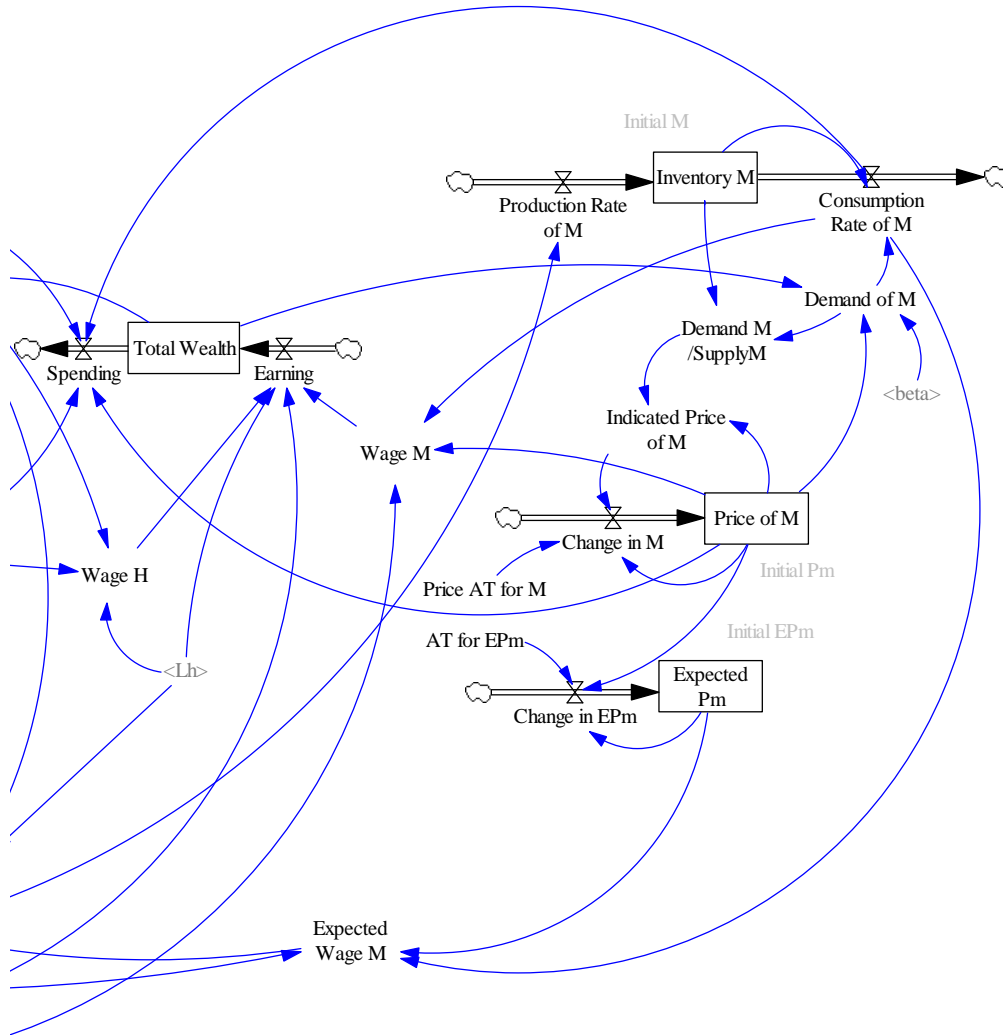 Initial M
Inventory M
Production Rate
of M
Consumption
Rate of M
Demand of M
Demand M
/SupplyM
Total Wealth
Spending
Earning
<beta>
Indicated Price
of M
Wage M
Price of M
Change in M
Wage H
Price AT for M
Initial Pm
Initial EPm
AT for EPm
<Lh>
Expected
Pm
Change in EPm
Expected
Wage M